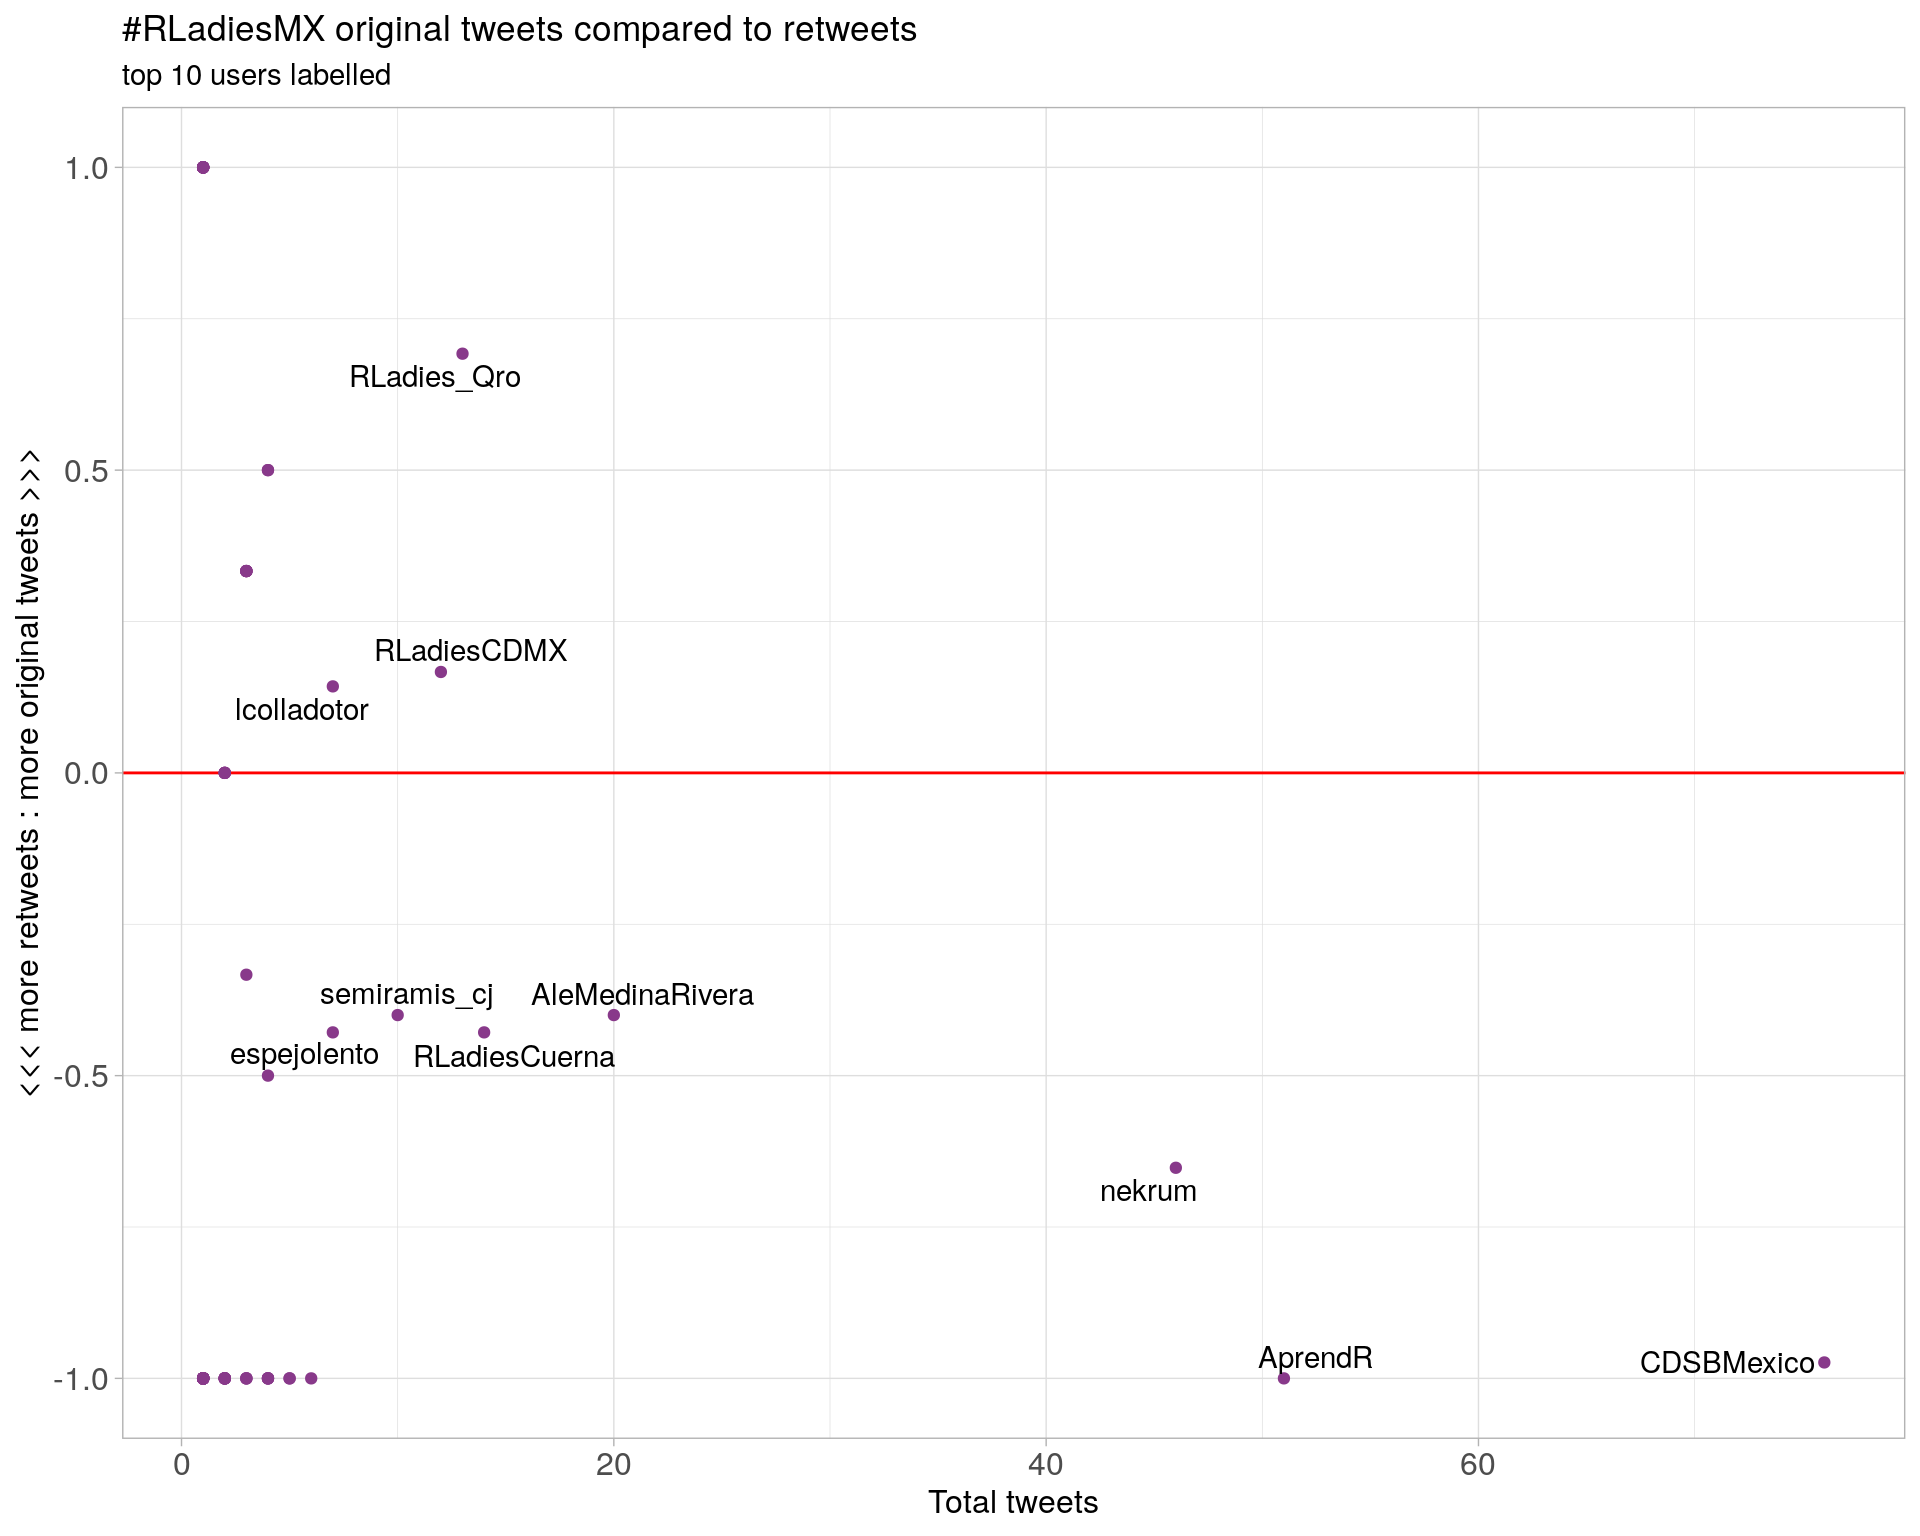 #RLadiesMX original tweets compared to retweets
top 10 users labelled
<<< more retweets : more original tweets >>>
1.0
0.5
0.0
-0.5
-1.0
RLadies_Qro
RLadiesCDMX
lcolladotor
semiramis_cj
AleMedinaRivera
espejolento
RLadiesCuerna
nekrum
AprendR
CDSBMexico
0
20
40
60
Total tweets